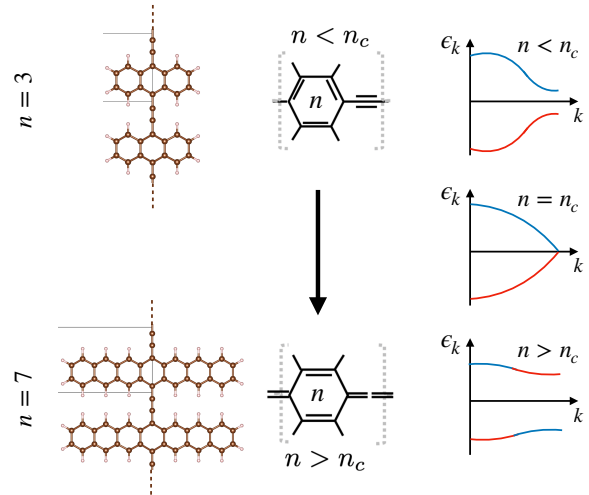 n = 3
n < n_c
n
ϵ_k
n < n_c
k
ϵ_k
n = n_c
k
n = 7
n
n > n_c
ϵ_k
n > n_c
k